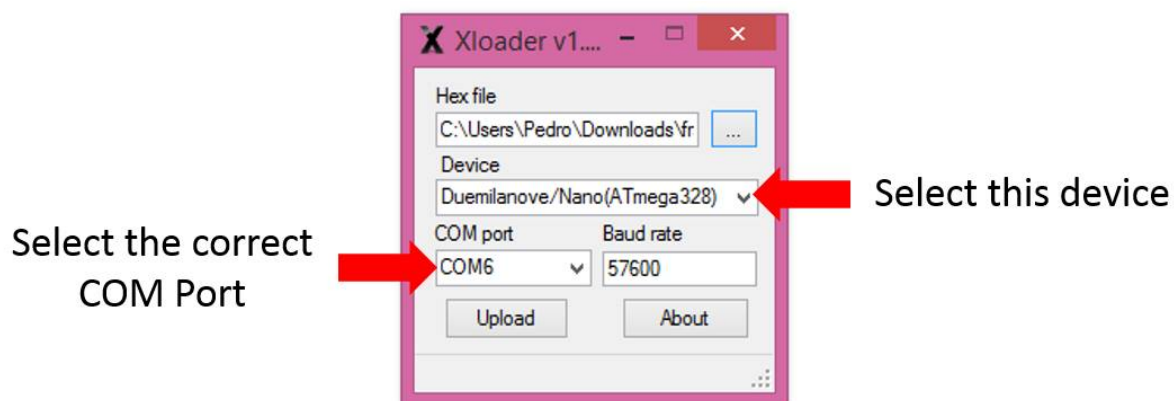 Xloader v1....
Hex file
C:\Users\Pedro\Downloads\fr
...
Device
Duemilanove/Nano(ATmega328)
Select this device
Select the correct
COM Port
COM port
Baud rate
COM6
57600
Upload
About